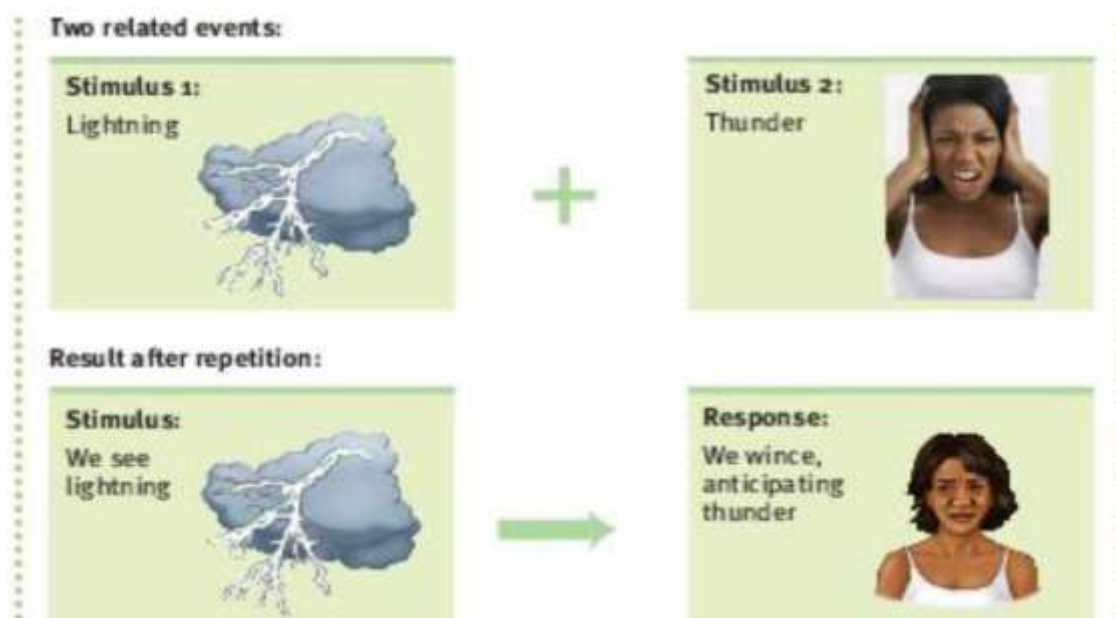 Two related events:
Stimulus 1:
Lightning
Stimulus 2:
Thunder
Result after repetition:
Stimulus:
We see
lightning
Response:
We wince,
anticipating
thunder